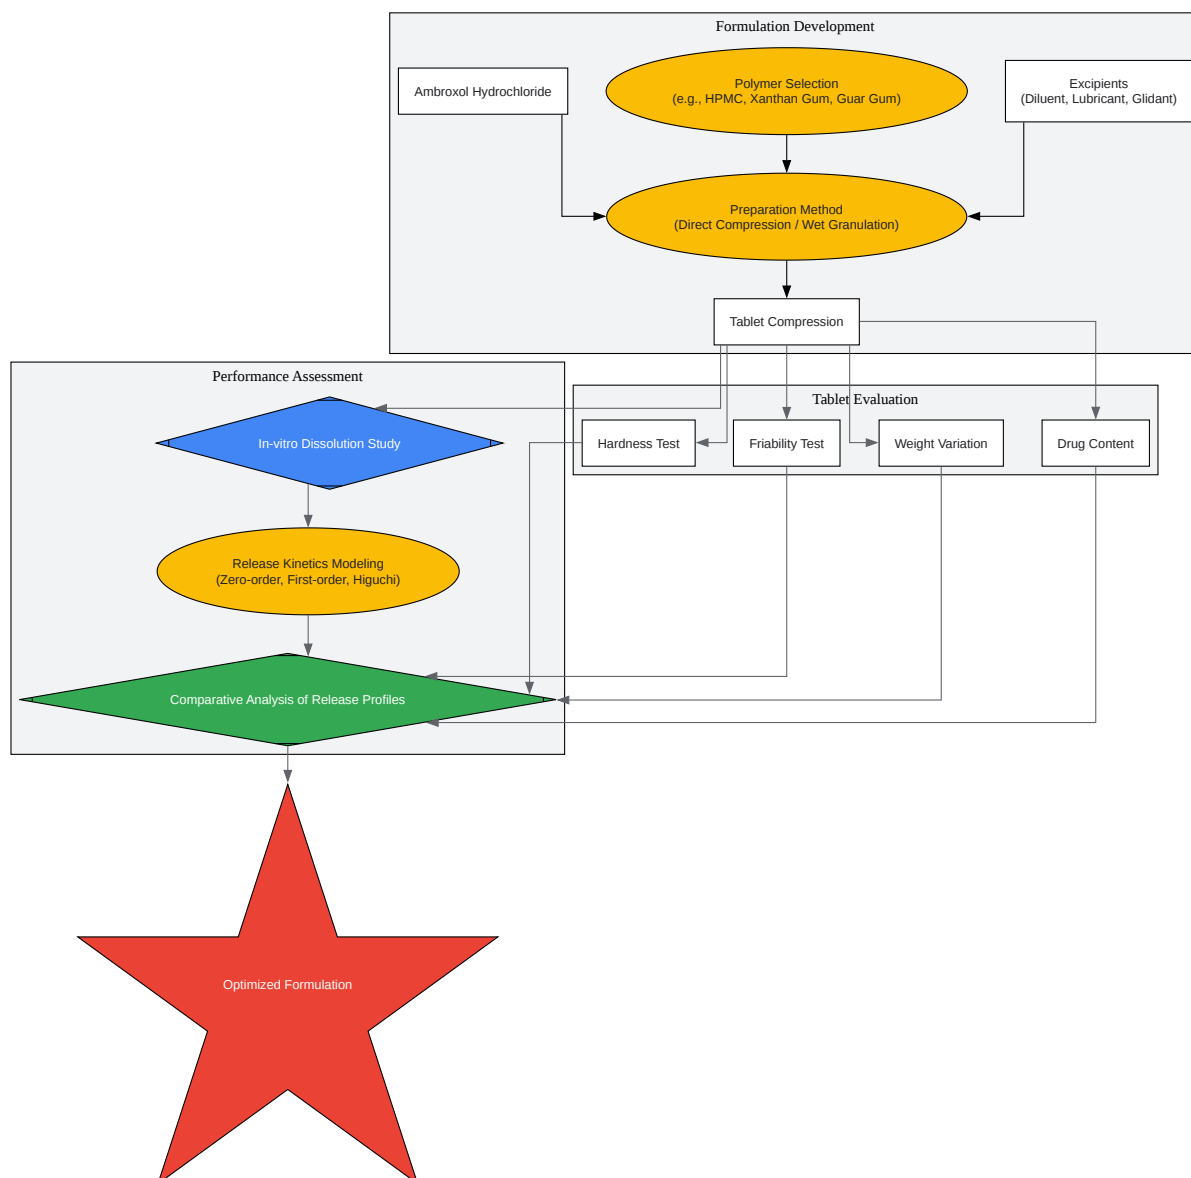 Formulation Development
Ambroxol Hydrochloride
Polymer Selection
(e.g., HPMC, Xanthan Gum, Guar Gum)
Excipients
(Diluent, Lubricant, Glidant)
Preparation Method
(Direct Compression / Wet Granulation)
Tablet Compression
Performance Assessment
Tablet Evaluation
In-vitro Dissolution Study
Hardness Test
Friability Test
Weight Variation
Drug Content
Release Kinetics Modeling
(Zero-order, First-order, Higuchi)
Comparative Analysis of Release Profiles
Optimized Formulation